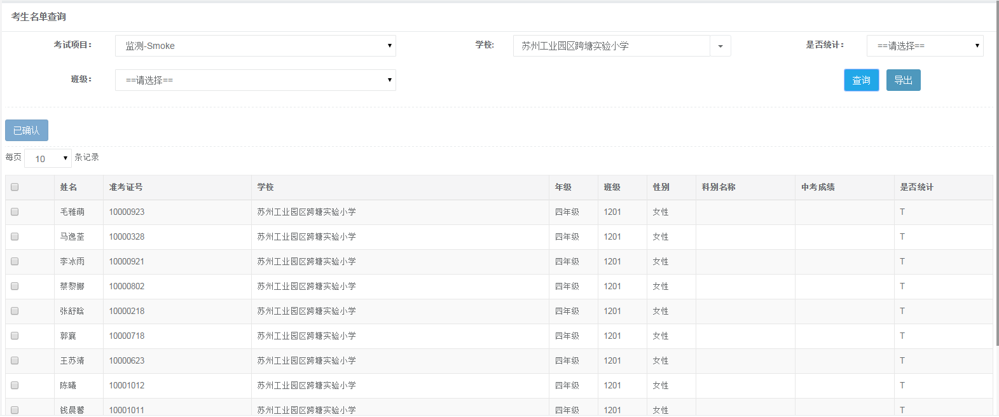 考生名单查询
考试项目： 监测-Smoke 学校: 苏州工业园区跨塘实验小学 是否统计： ==请选择==
班级： ==请选择== 查询 导出
已确认
每页 10 条记录
姓名 准考证号 学校 年级 班级 性别 科别名称 中考成绩 是否统计
毛雅萌 10000923 苏州工业园区跨塘实验小学 四年级 1201 女性 T
马逸荃 10000328 苏州工业园区跨塘实验小学 四年级 1201 女性 T
李冰雨 10000921 苏州工业园区跨塘实验小学 四年级 1201 女性 T
蔡黎娜 10000802 苏州工业园区跨塘实验小学 四年级 1201 女性 T
张舒晗 10000218 苏州工业园区跨塘实验小学 四年级 1201 女性 T
郭襄 10000718 苏州工业园区跨塘实验小学 四年级 1201 女性 T
王苏靖 10000623 苏州工业园区跨塘实验小学 四年级 1201 女性 T
陈曦 10001012 苏州工业园区跨塘实验小学 四年级 1201 女性 T
钱晨馨 10001011 苏州工业园区跨塘实验小学 四年级 1201 女性 T